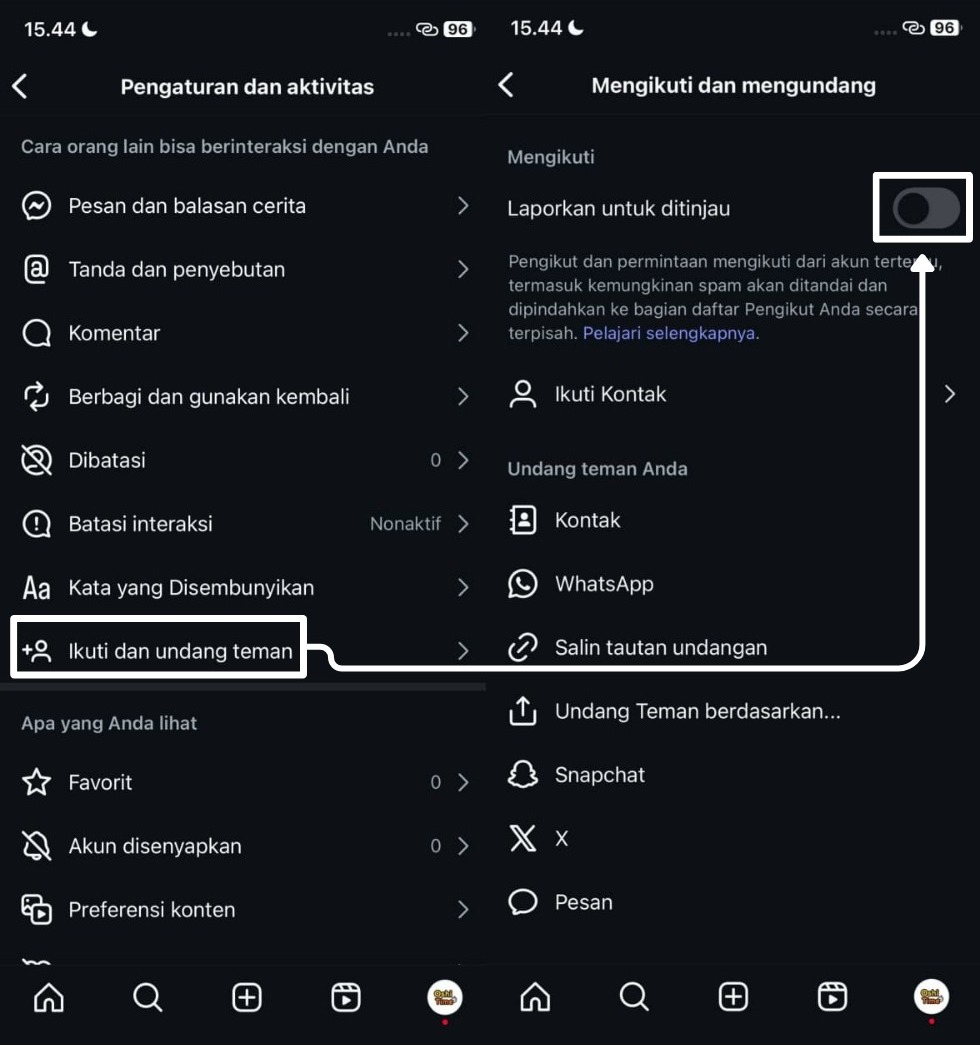 15.44
96
Pengaturan dan aktivitas
Cara orang lain bisa berinteraksi dengan Anda
Pesan dan balasan cerita
Tanda dan penyebutan
Komentar
Berbagi dan gunakan kembali
Dibatasi 0
Batasi interaksi Nonaktif
Aa Kata yang Disembunyikan
Ikuti dan undang teman
Apa yang Anda lihat
Favorit 0
Akun disenyapkan 0
Preferensi konten
Oshi
Time
15.44
96
Mengikuti dan mengundang
Mengikuti
Laporkan untuk ditinjau
Pengikut dan permintaan mengikuti dari akun
termasuk kemungkinan spam akan ditandai dan
dipindahkan ke bagian daftar Pengikut Anda secara
terpisah. Pelajari selengkapnya.
Ikuti Kontak
Undang teman Anda
Kontak
WhatsApp
Salin tautan undangan
Undang Teman berdasarkan...
Snapchat
X
Pesan
Oshi
Time